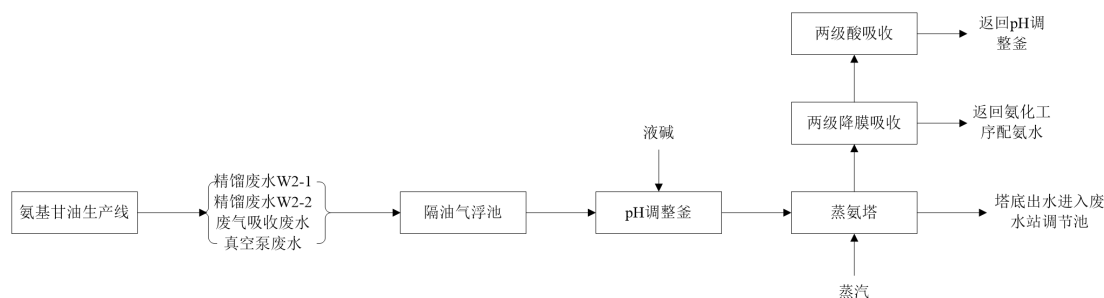 两级酸吸收
返回pH调
整釜
两级降膜吸收
返回氨化工
序配氨水
液碱
氨基甘油生产线
精馏废水W2-1
精馏废水W2-2
废气吸收废水
真空泵废水
隔油气浮池
pH调整釜
蒸氨塔
塔底出水进入废
水站调节池
蒸汽